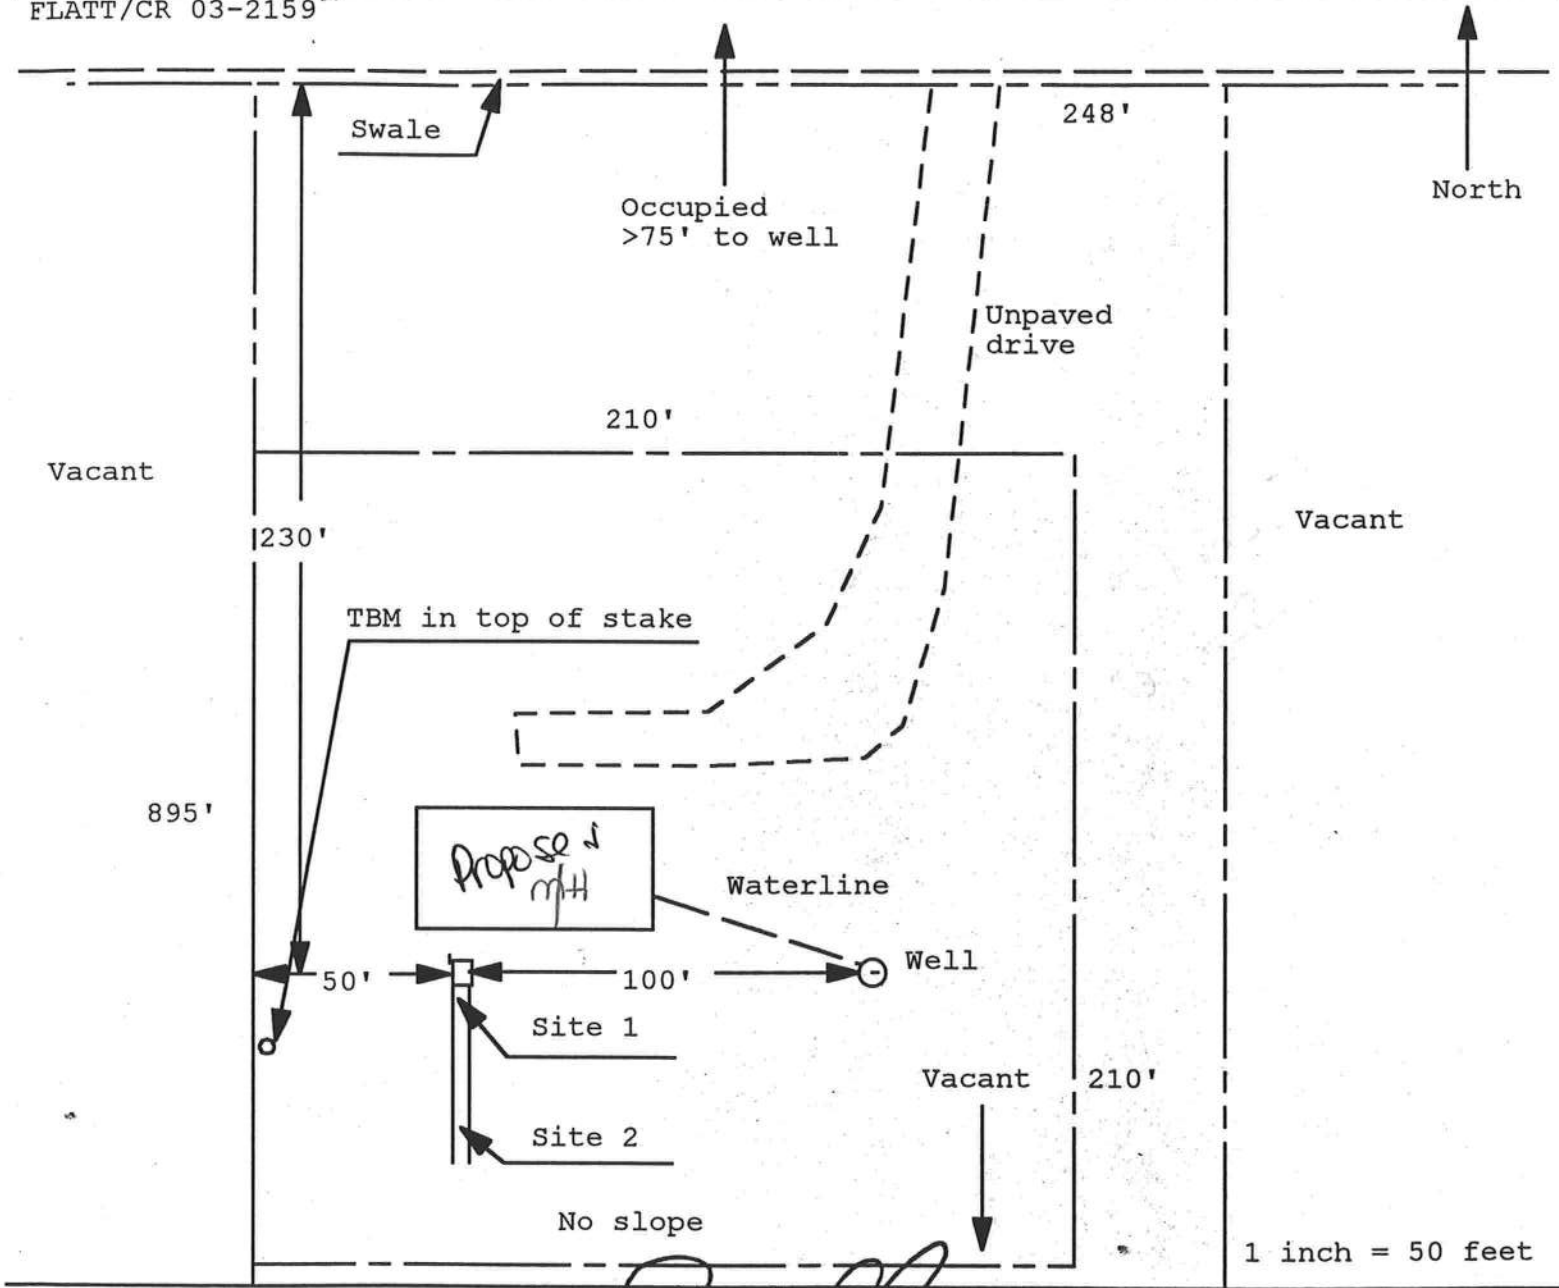 FLATT/CR 03-2159
Swale
248'
North
Occupied
>75' to well
Unpaved
drive
210'
Vacant
Vacant
230'
TBM in top of stake
895'
Proposed
M/H
Waterline
Well
50'
100'
Site 1
Vacant
210'
Site 2
No slope
1 inch = 50 feet